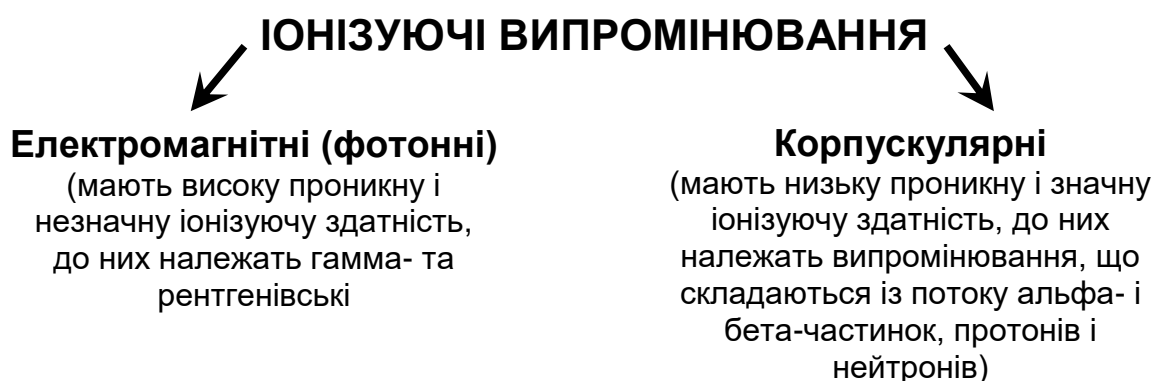 ІОНІЗУЮЧІ ВИПРОМІНЮВАННЯ
Електромагнітні (фотонні)
(мають високу проникну і
незначну іонізуючу здатність,
до них належать гамма- та
рентгенівські
Корпускулярні
(мають низьку проникну і значну
іонізуючу здатність, до них
належать випромінювання, що
складаються із потоку альфа- і
бета-частинок, протонів і
нейтронів)